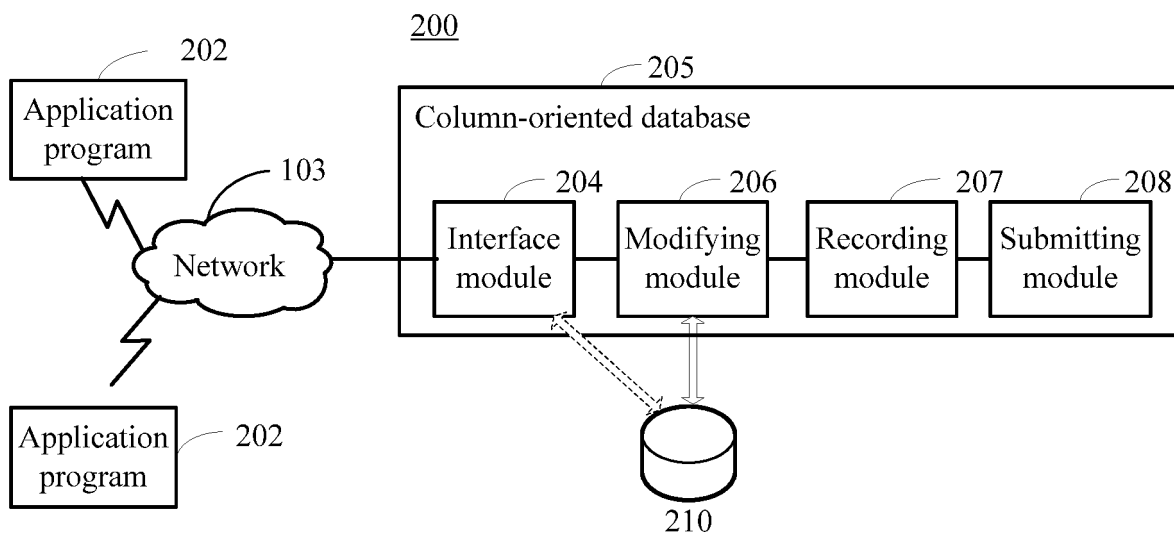 200
202
205
Application
program
Column-oriented database
103
204
206
207
208
Network
Interface
module
Modifying
module
Recording
module
Submitting
module
Application
program
202
210